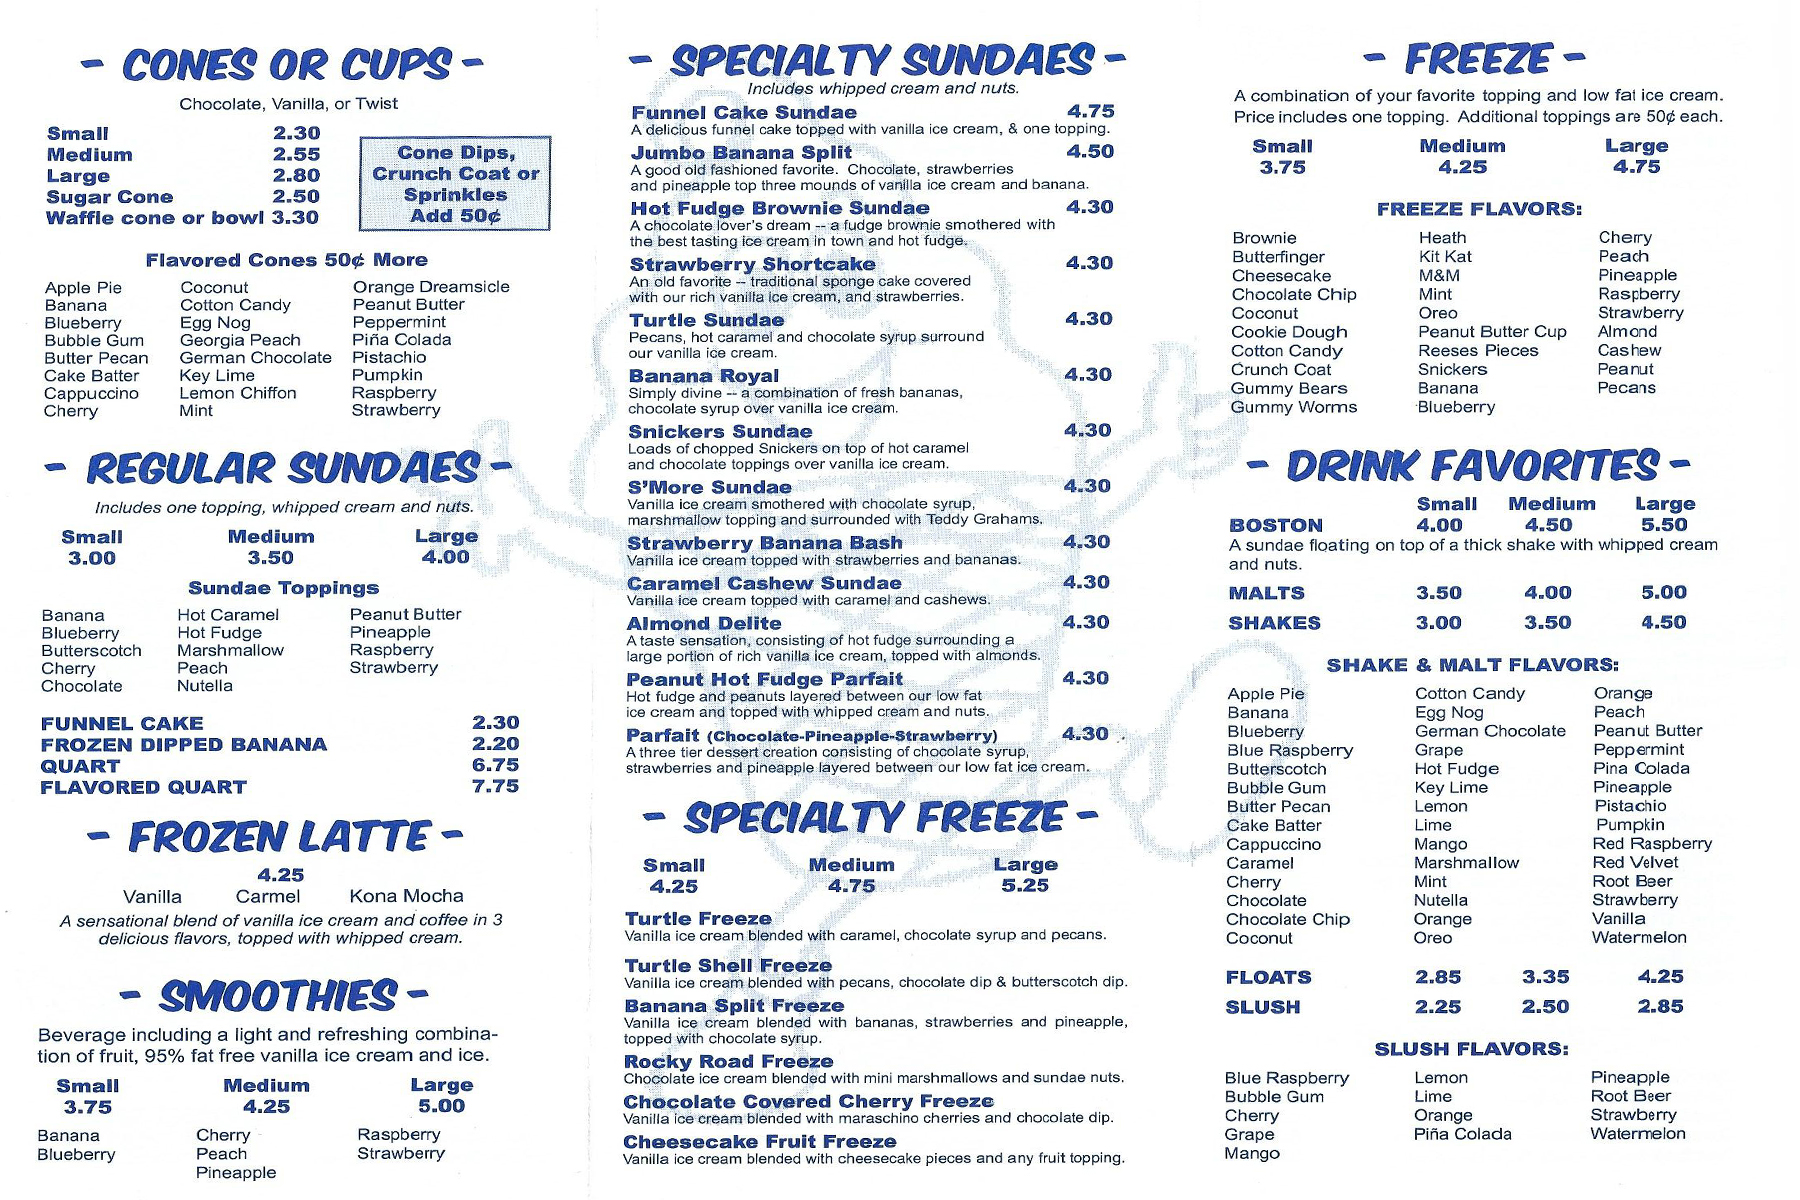 - CONES OR CUPS -
Chocolate, Vanilla, or Twist
Small 2.30
Medium 2.55
Large 2.80
Sugar Cone 2.50
Waffle cone or bowl 3.30
Cone Dips,
Crunch Coat or
Sprinkles
Add 50¢
Flavored Cones 50¢ More
Apple Pie Coconut Orange Dreamsicle
Banana Cotton Candy Peanut Butter
Blueberry Egg Nog Peppermint
Bubble Gum Georgia Peach Piña Colada
Butter Pecan German Chocolate Pistachio
Cake Batter Key Lime Pumpkin
Cappuccino Lemon Chiffon Raspberry
Cherry Mint Strawberry
- REGULAR SUNDAES -
Includes one topping, whipped cream and nuts.
Small Medium Large
3.00 3.50 4.00
Sundae Toppings
Banana Hot Caramel Peanut Butter
Blueberry Hot Fudge Pineapple
Butterscotch Marshmallow Raspberry
Cherry Peach Strawberry
Chocolate Nutella
FUNNEL CAKE 2.30
FROZEN DIPPED BANANA 2.20
QUART 6.75
FLAVORED QUART 7.75
- FROZEN LATTE -
4.25
Vanilla Carmel Kona Mocha
A sensational blend of vanilla ice cream and coffee in 3
delicious flavors, topped with whipped cream.
- SMOOTHIES -
Beverage including a light and refreshing combina-
tion of fruit, 95% fat free vanilla ice cream and ice.
Small Medium Large
3.75 4.25 5.00
Banana Cherry Raspberry
Blueberry Peach Strawberry
Pineapple
- SPECIALTY SUNDAES -
Includes whipped cream and nuts.
Funnel Cake Sundae 4.75
A delicious funnel cake topped with vanilla ice cream, & one topping.
Jumbo Banana Split 4.50
A good old fashioned favorite. Chocolate, strawberries
and pineapple top three mounds of vanilla ice cream and banana.
Hot Fudge Brownie Sundae 4.30
A chocolate lover's dream -- a fudge brownie smothered with
the best tasting ice cream in town and hot fudge.
Strawberry Shortcake 4.30
An old favorite -- traditional sponge cake covered
with our rich vanilla ice cream, and strawberries.
Turtle Sundae 4.30
Pecans, hot caramel and chocolate syrup surround
our vanilla ice cream.
Banana Royal 4.30
Simply divine -- a combination of fresh bananas,
chocolate syrup over vanilla ice cream.
Snickers Sundae 4.30
Loads of chopped Snickers on top of hot caramel
and chocolate toppings over vanilla ice cream.
S'More Sundae 4.30
Vanilla ice cream smothered with chocolate syrup,
marshmallow topping and surrounded with Teddy Grahams.
Strawberry Banana Bash 4.30
Vanilla ice cream topped with strawberries and bananas.
Caramel Cashew Sundae 4.30
Vanilla ice cream topped with caramel and cashews.
Almond Delite 4.30
A taste sensation, consisting of hot fudge surrounding a
large portion of rich vanilla ice cream, topped with almonds.
Peanut Hot Fudge Parfait 4.30
Hot fudge and peanuts layered between our low fat
ice cream and topped with whipped cream and nuts.
Parfait (Chocolate-Pineapple-Strawberry) 4.30
A three tier dessert creation consisting of chocolate syrup,
strawberries and pineapple layered between our low fat ice cream.
- SPECIALTY FREEZE -
Small Medium Large
4.25 4.75 5.25
Turtle Freeze
Vanilla ice cream blended with caramel, chocolate syrup and pecans.
Turtle Shell Freeze
Vanilla ice cream blended with pecans, chocolate dip & butterscotch dip.
Banana Split Freeze
Vanilla ice cream blended with bananas, strawberries and pineapple,
topped with chocolate syrup.
Rocky Road Freeze
Chocolate ice cream blended with mini marshmallows and sundae nuts.
Chocolate Covered Cherry Freeze
Vanilla ice cream blended with maraschino cherries and chocolate dip.
Cheesecake Fruit Freeze
Vanilla ice cream blended with cheesecake pieces and any fruit topping.
- FREEZE -
A combination of your favorite topping and low fat ice cream.
Price includes one topping. Additional toppings are 50¢ each.
Small Medium Large
3.75 4.25 4.75
FREEZE FLAVORS:
Brownie Heath Cherry
Butterfinger Kit Kat Peach
Cheesecake M&M Pineapple
Chocolate Chip Mint Raspberry
Coconut Oreo Strawberry
Cookie Dough Peanut Butter Cup Almond
Cotton Candy Reeses Pieces Cashew
Crunch Coat Snickers Peanut
Gummy Bears Banana Pecans
Gummy Worms Blueberry
- DRINK FAVORITES -
Small Medium Large
BOSTON 4.00 4.50 5.50
A sundae floating on top of a thick shake with whipped cream
and nuts.
MALTS 3.50 4.00 5.00
SHAKES 3.00 3.50 4.50
SHAKE & MALT FLAVORS:
Apple Pie Cotton Candy Orange
Banana Egg Nog Peach
Blueberry German Chocolate Peanut Butter
Blue Raspberry Grape Peppermint
Butterscotch Hot Fudge Pina Colada
Bubble Gum Key Lime Pineapple
Butter Pecan Lemon Pistachio
Cake Batter Lime Pumpkin
Cappuccino Mango Red Raspberry
Caramel Marshmallow Red Velvet
Cherry Mint Root Beer
Chocolate Nutella Strawberry
Chocolate Chip Orange Vanilla
Coconut Oreo Watermelon
FLOATS 2.85 3.35 4.25
SLUSH 2.25 2.50 2.85
SLUSH FLAVORS:
Blue Raspberry Lemon Pineapple
Bubble Gum Lime Root Beer
Cherry Orange Strawberry
Grape Piña Colada Watermelon
Mango